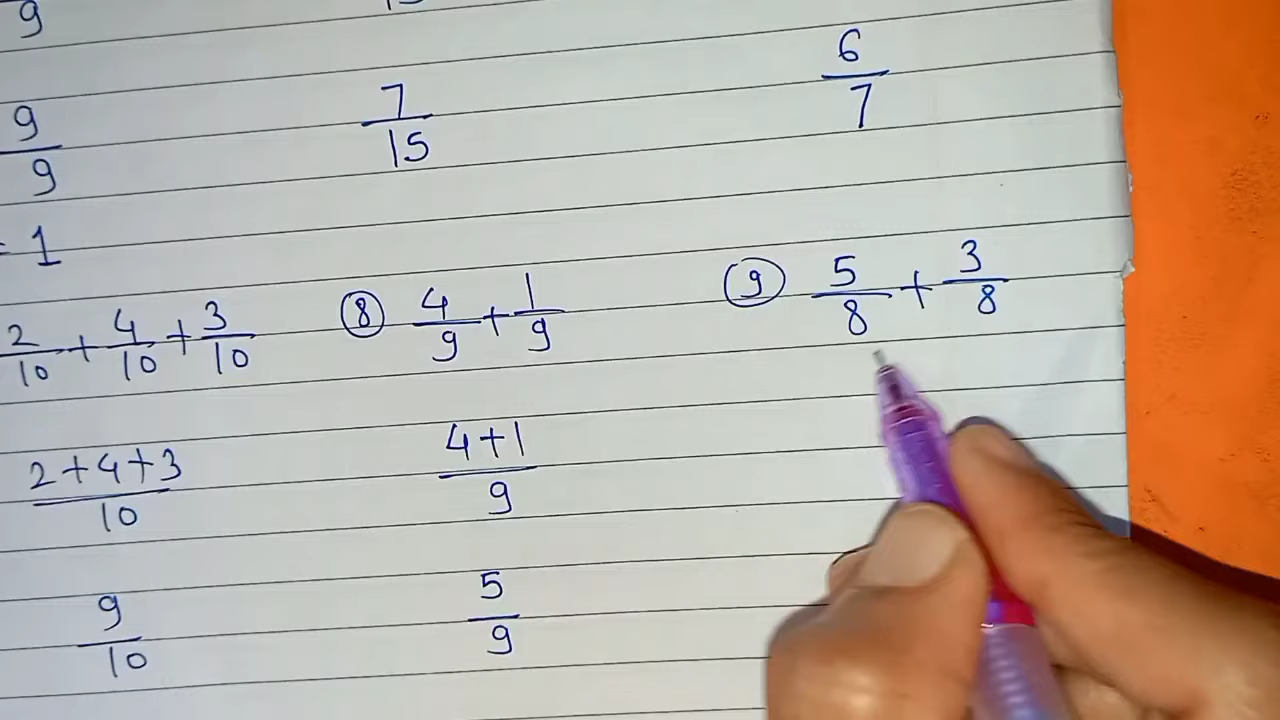 9
9/9 7/15 6/7
= 1
2/10 + 4/10 + 3/10 ⑧ 4/9 + 1/9 ⑨ 5/8 + 3/8
2+4+3/10 4+1/9
9/10 5/9